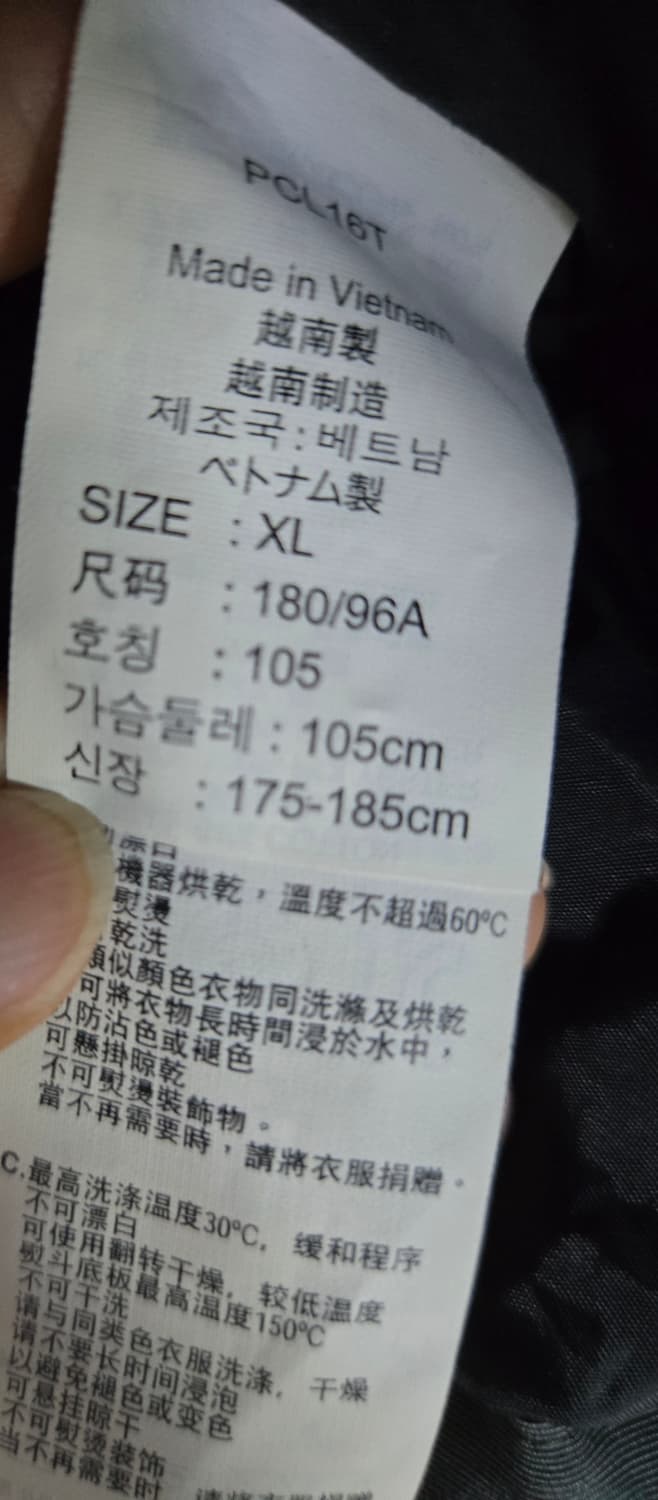 PCL16T
Made in Vietnam
越南製
越南制造
제조국:베트남
ベトナム製
SIZE : XL
尺码 : 180/96A
호칭 : 105
가슴둘레 : 105cm
신장 : 175-185cm
漂白
機器烘乾，溫度不超過60ºC
熨燙
乾洗
類似顏色衣物同洗滌及烘乾
可將衣物長時間浸於水中，
以防沾色或褪色
可懸掛晾乾
不可熨燙裝飾物。
當不再需要時，請將衣服捐贈。
C.最高洗涤温度30ºC, 缓和程序
不可漂白
可使用翻转干燥, 较低温度
熨斗底板最高温度150ºC
不可干洗
请与同类色衣服洗涤, 干燥
请不要长时间浸泡
以避免褪色或变色
可悬挂晾干
不可熨烫装饰
当不再需要时